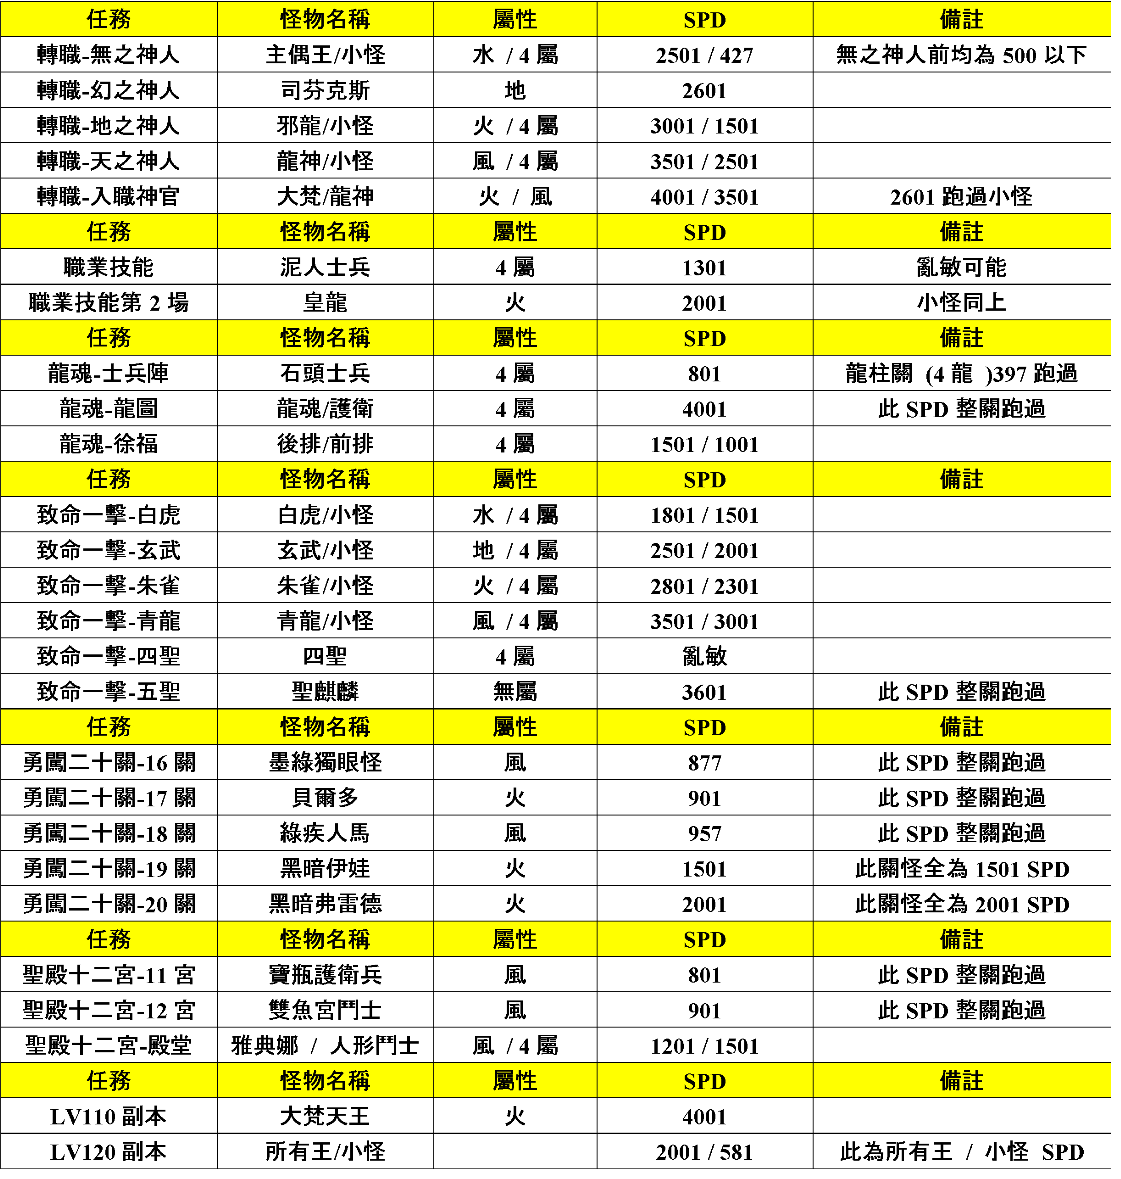 任務 怪物名稱 屬性 SPD 備註
轉職-無之神人 主偶王/小怪 水 / 4 屬 2501 / 427 無之神人前均為 500 以下
轉職-幻之神人 司芬克斯 地 2601
轉職-地之神人 邪龍/小怪 火 / 4 屬 3001 / 1501
轉職-天之神人 龍神/小怪 風 / 4 屬 3501 / 2501
轉職-入職神官 大梵/龍神 火 / 風 4001 / 3501 2601 跑過小怪
任務 怪物名稱 屬性 SPD 備註
職業技能 泥人士兵 4 屬 1301 亂敏可能
職業技能第 2 場 皇龍 火 2001 小怪同上
任務 怪物名稱 屬性 SPD 備註
龍魂-士兵陣 石頭士兵 4 屬 801 龍柱關 (4 龍 )397 跑過
龍魂-龍圖 龍魂/護衛 4 屬 4001 此 SPD 整關跑過
龍魂-徐福 後排/前排 4 屬 1501 / 1001
任務 怪物名稱 屬性 SPD 備註
致命一擊-白虎 白虎/小怪 水 / 4 屬 1801 / 1501
致命一擊-玄武 玄武/小怪 地 / 4 屬 2501 / 2001
致命一擊-朱雀 朱雀/小怪 火 / 4 屬 2801 / 2301
致命一擊-青龍 青龍/小怪 風 / 4 屬 3501 / 3001
致命一擊-四聖 四聖 4 屬 亂敏
致命一擊-五聖 聖麒麟 無屬 3601 此 SPD 整關跑過
任務 怪物名稱 屬性 SPD 備註
勇闖二十關-16 關 墨綠獨眼怪 風 877 此 SPD 整關跑過
勇闖二十關-17 關 貝爾多 火 901 此 SPD 整關跑過
勇闖二十關-18 關 綠疾人馬 風 957 此 SPD 整關跑過
勇闖二十關-19 關 黑暗伊娃 火 1501 此關怪全為 1501 SPD
勇闖二十關-20 關 黑暗弗雷德 火 2001 此關怪全為 2001 SPD
任務 怪物名稱 屬性 SPD 備註
聖殿十二宮-11 宮 寶瓶護衛兵 風 801 此 SPD 整關跑過
聖殿十二宮-12 宮 雙魚宮鬥士 風 901 此 SPD 整關跑過
聖殿十二宮-殿堂 雅典娜 / 人形鬥士 風 / 4 屬 1201 / 1501
任務 怪物名稱 屬性 SPD 備註
LV110 副本 大梵天王 火 4001
LV120 副本 所有王/小怪 2001 / 581 此為所有王 / 小怪 SPD